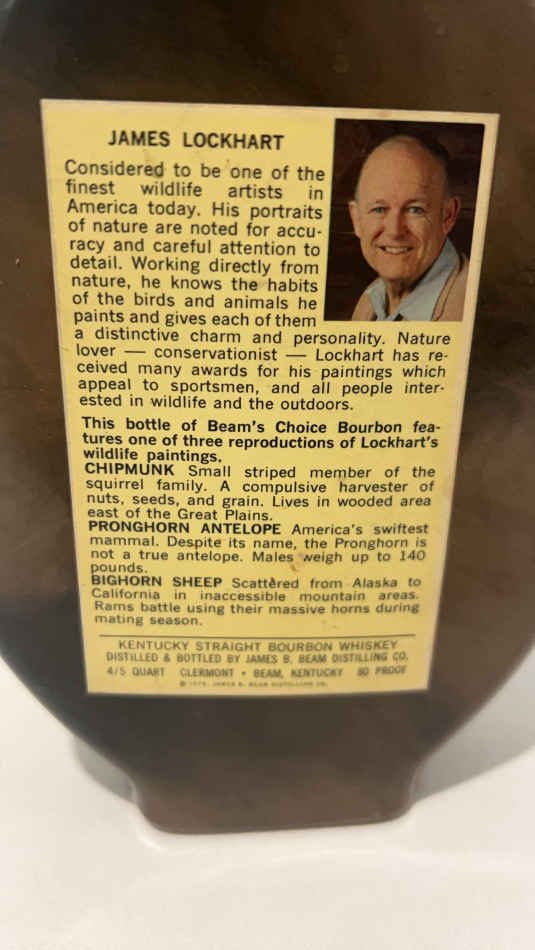 JAMES LOCKHART
Considered to be one of the
finest wildlife artists in
America today. His portraits
of nature are noted for accu-
racy and careful attention to
detail. Working directly from
nature, he knows the habits
of the birds and animals he
paints and gives each of them
a distinctive charm and personality. Nature
lover — conservationist — Lockhart has re-
ceived many awards for his paintings which
appeal to sportsmen, and all people inter-
ested in wildlife and the outdoors.
This bottle of Beam's Choice Bourbon fea-
tures one of three reproductions of Lockhart's
wildlife paintings.
CHIPMUNK Small striped member of the
squirrel family. A compulsive harvester of
nuts, seeds, and grain. Lives in wooded area
east of the Great Plains.
PRONGHORN ANTELOPE America's swiftest
mammal. Despite its name, the Pronghorn is
not a true antelope. Males weigh up to 140
pounds.
BIGHORN SHEEP Scattered from Alaska to
California in inaccessible mountain areas.
Rams battle using their massive horns during
mating season.
KENTUCKY STRAIGHT BOURBON WHISKEY
DISTILLED & BOTTLED BY JAMES B. BEAM DISTILLING CO.
4/5 QUART CLERMONT • BEAM, KENTUCKY 80 PROOF
JAMES B. BEAM DISTILLING CO.